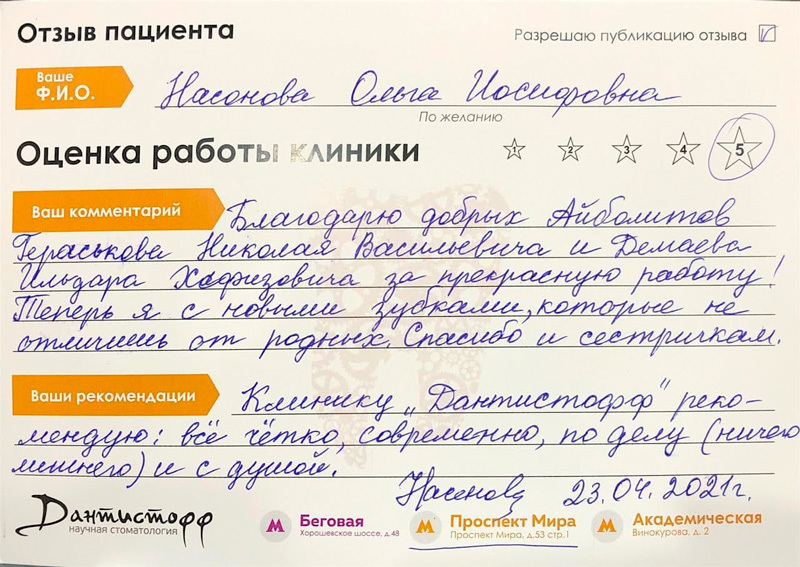 Отзыв пациента
Разрешаю публикацию отзыва
Ваше
Ф.И.О.
Насонова Ольга Иосифовна
По желанию
Оценка работы клиники
1 2 3 4 5
Ваш комментарий Благодарю добрых Айболитов
Гераськова Николая Васильевича и Демаева
Ильдара Хафизовича за прекрасную работу!
Теперь я с новыми зубками, которые не
отличишь от родных. Спасибо и сестричкам.
Ваши рекомендации Клинику „Дантистофф" реко-
мендую: всё чётко, современно, по делу (ничего
лишнего) и с душой.
Насонова 23.04.2021г.
Дантистофф
научная стоматология
Беговая
Хорошевское шоссе, д.48
Проспект Мира
Проспект Мира, д.53 стр.1
Академическая
Винокурова, д. 2